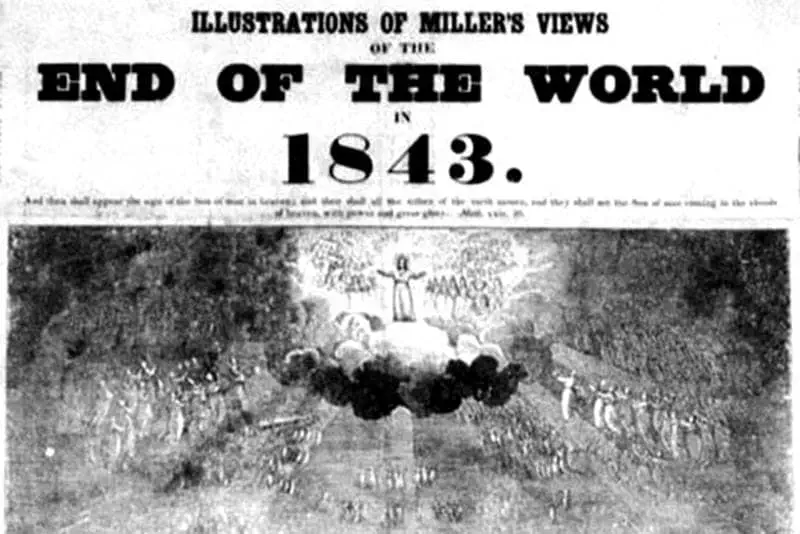 ILLUSTRATIONS OF MILLER'S VIEWS
OF THE
END OF THE WORLD
IN
1843.
And then shall appear the sign of the Son of man in heaven; and then shall all the tribes of the earth mourn, and they shall see the Son of man coming in the clouds
of heaven, with power and great glory. Matt. xxiv. 30.